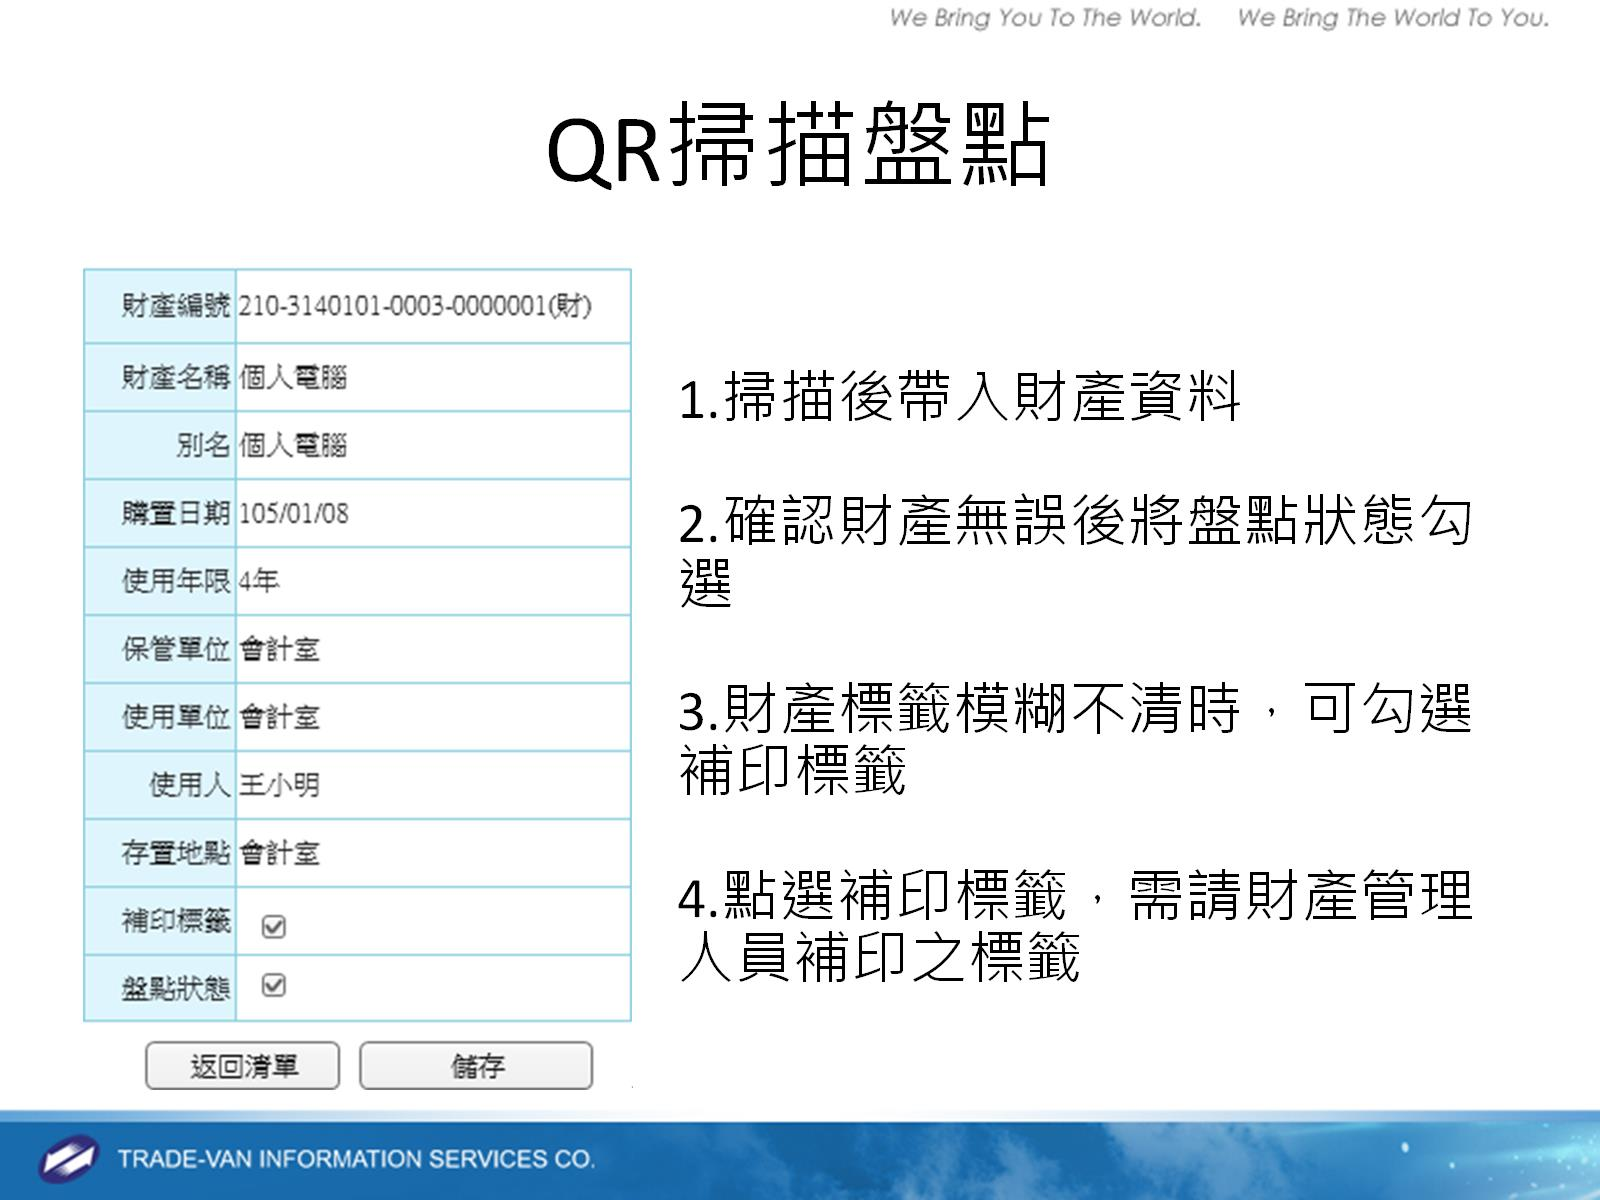 We Bring You To The World. We Bring The World To You.
QR掃描盤點
財產編號 210-3140101-0003-0000001(財)
財產名稱 個人電腦
別名 個人電腦
購置日期 105/01/08
使用年限 4年
保管單位 會計室
使用單位 會計室
使用人 王小明
存置地點 會計室
補印標籤
盤點狀態
返回清單 儲存
1.掃描後帶入財產資料
2.確認財產無誤後將盤點狀態勾
選
3.財產標籤模糊不清時，可勾選
補印標籤
4.點選補印標籤，需請財產管理
人員補印之標籤
TRADE-VAN INFORMATION SERVICES CO.